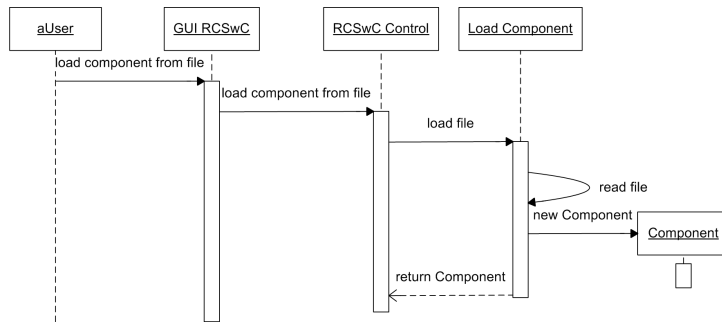 aUser
GUI RCSwC
RCSwC Control
Load Component
load component from file
load component from file
load file
read file
new Component
Component
return Component